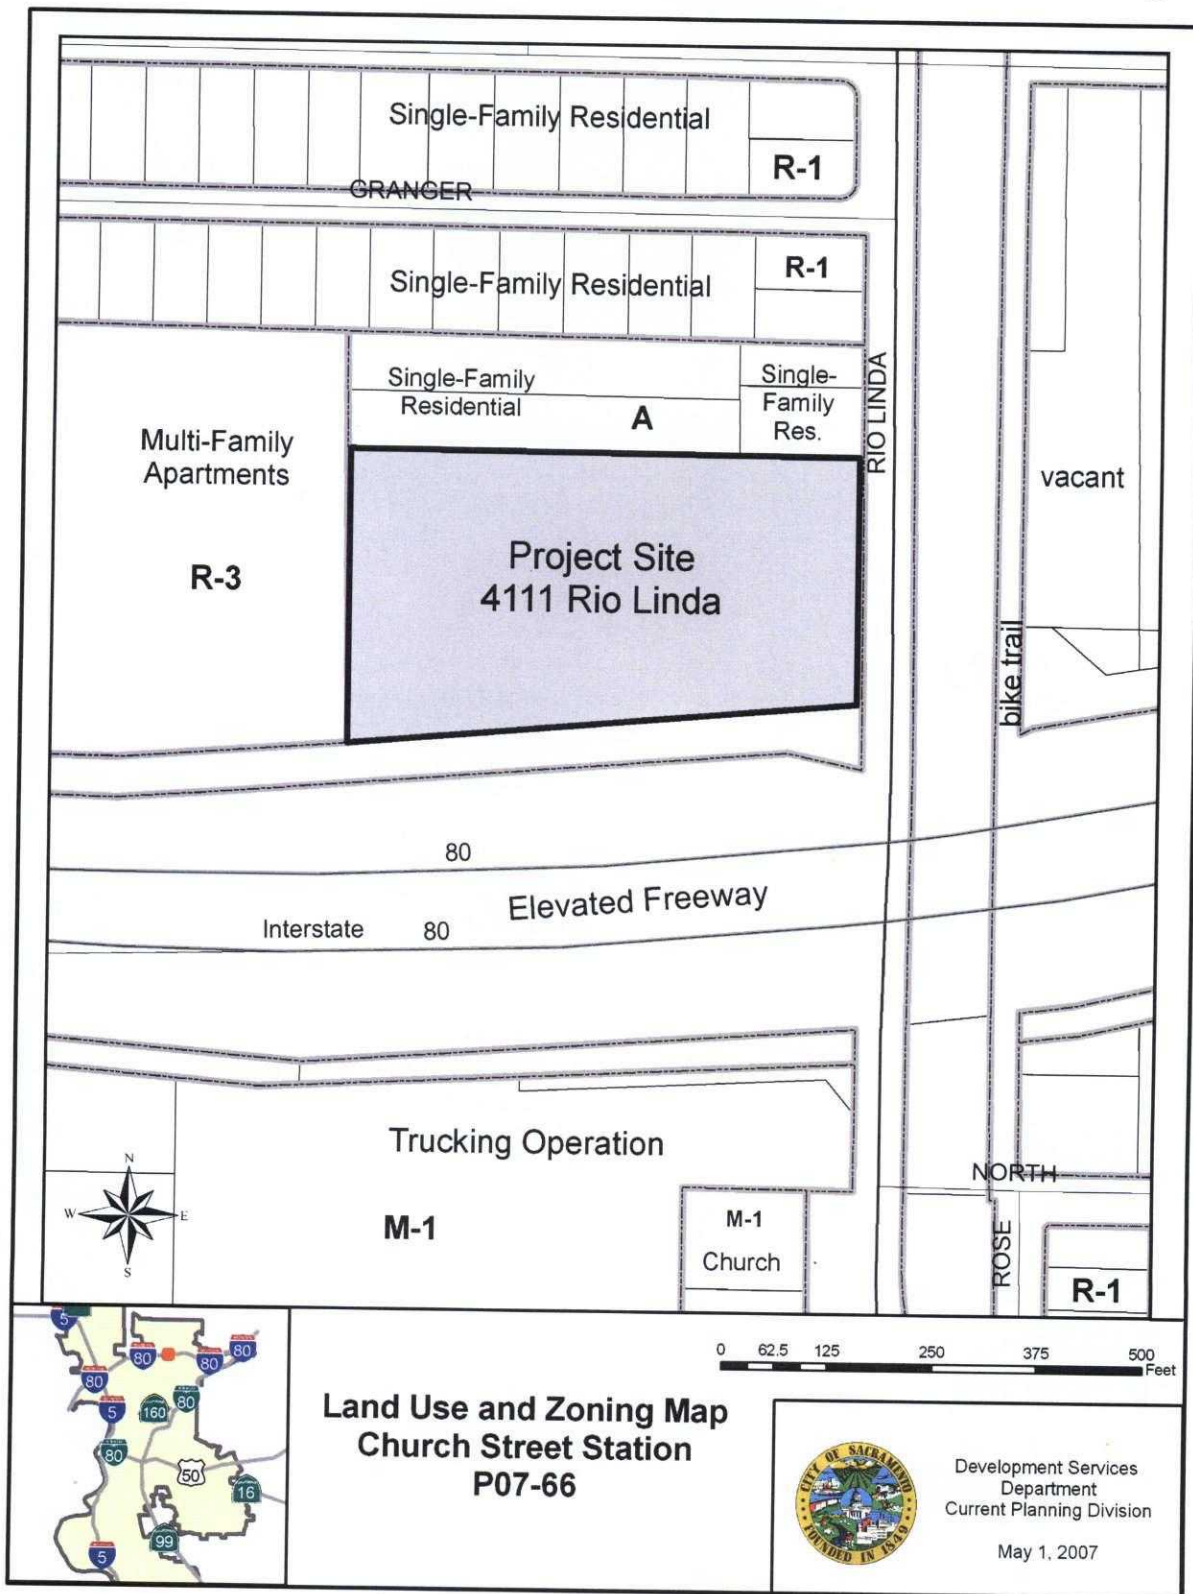 Single-Family Residential
R-1
GRANGER
Single-Family Residential
R-1
Single-Family
Residential
A
Single-
Family
Res.
RIO LINDA
Multi-Family
Apartments
R-3
Project Site
4111 Rio Linda
vacant
bike trail
80
Elevated Freeway
Interstate
80
Trucking Operation
M-1
M-1
Church
NORTH
ROSE
R-1
N
W
E
S
5
80
80
80
80
5
160
80
80
50
16
99
5
Land Use and Zoning Map
Church Street Station
P07-66
0 62.5 125 250 375 500
Feet
CITY OF SACRAMENTO
FOUNDED IN 1849
Development Services
Department
Current Planning Division
May 1, 2007